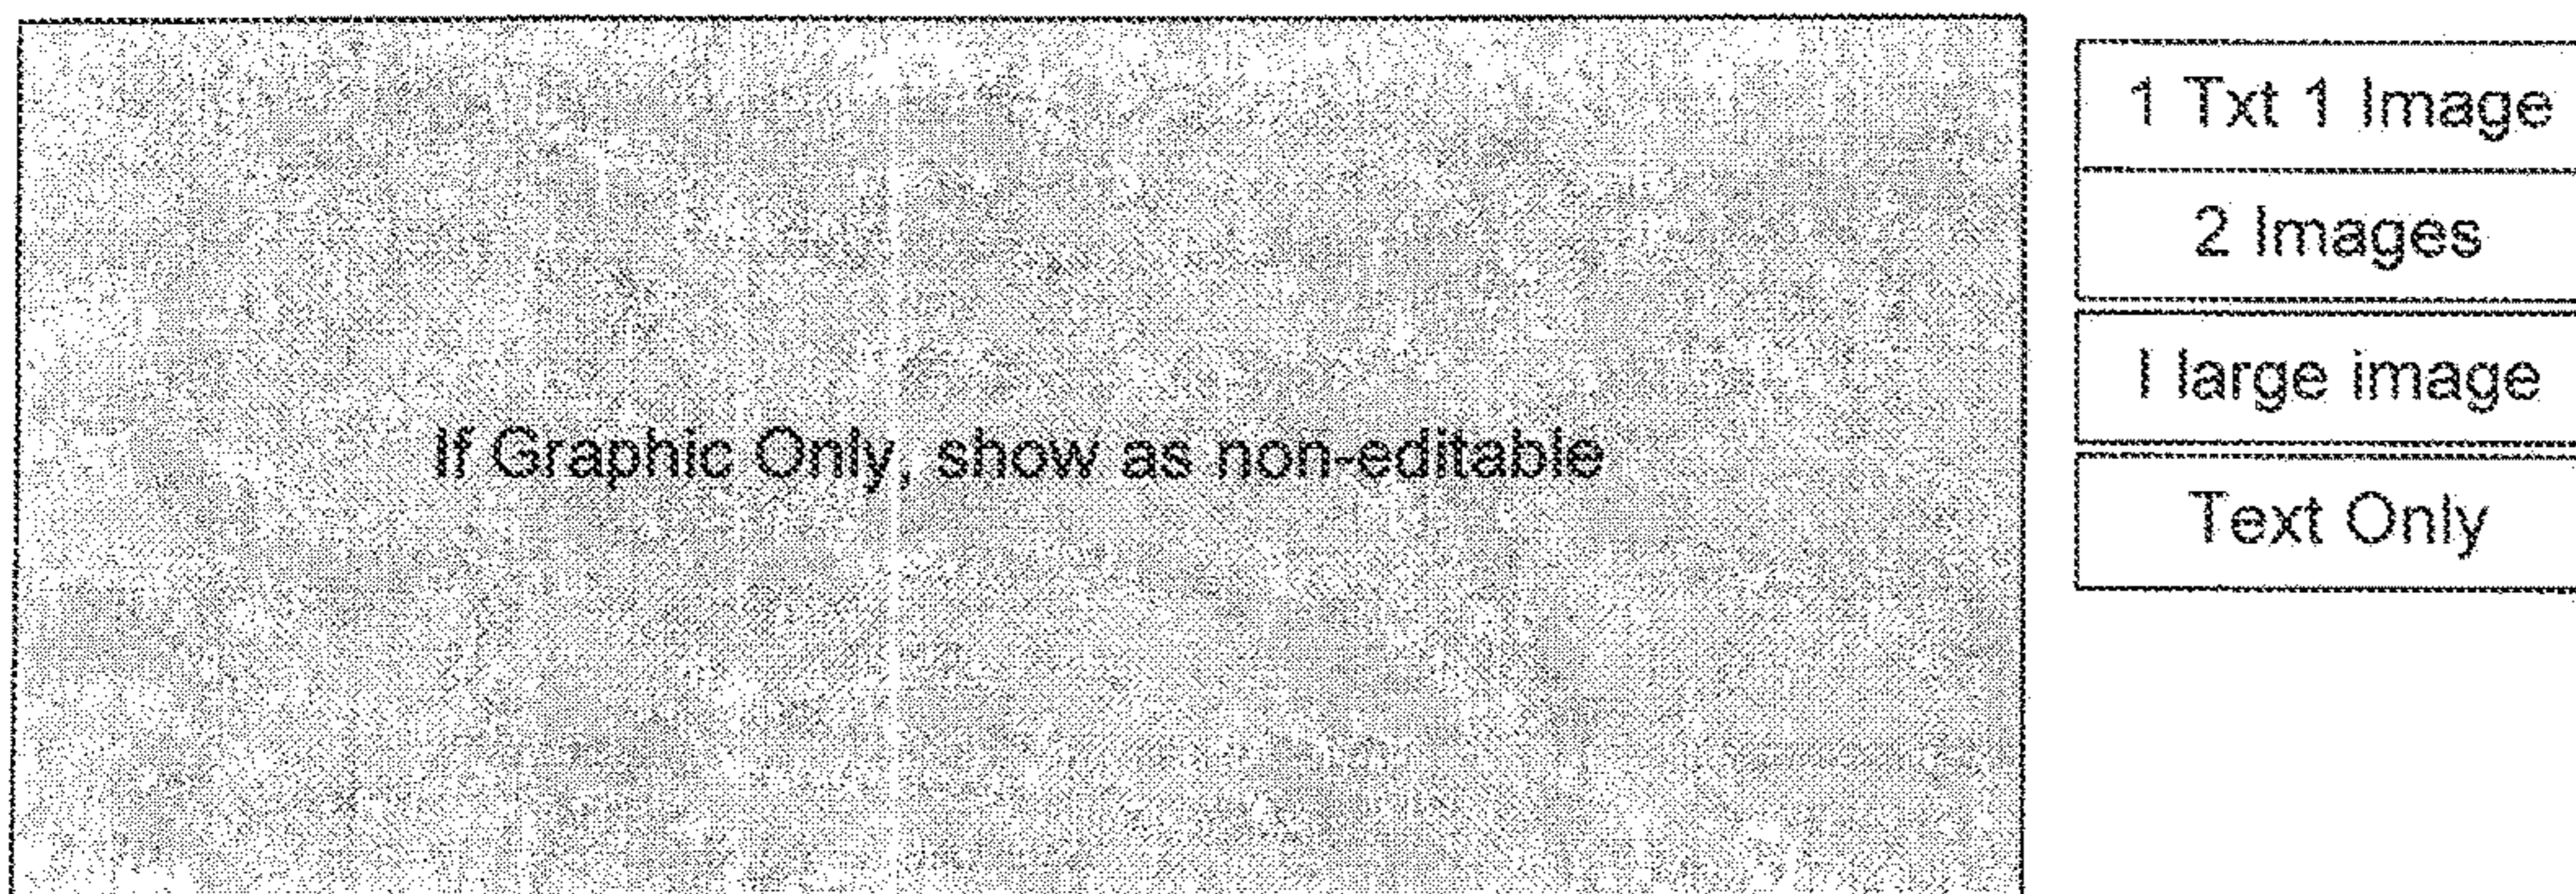 If Graphic Only, show as non-editable
1 Txt 1 Image
2 Images
I large image
Text Only